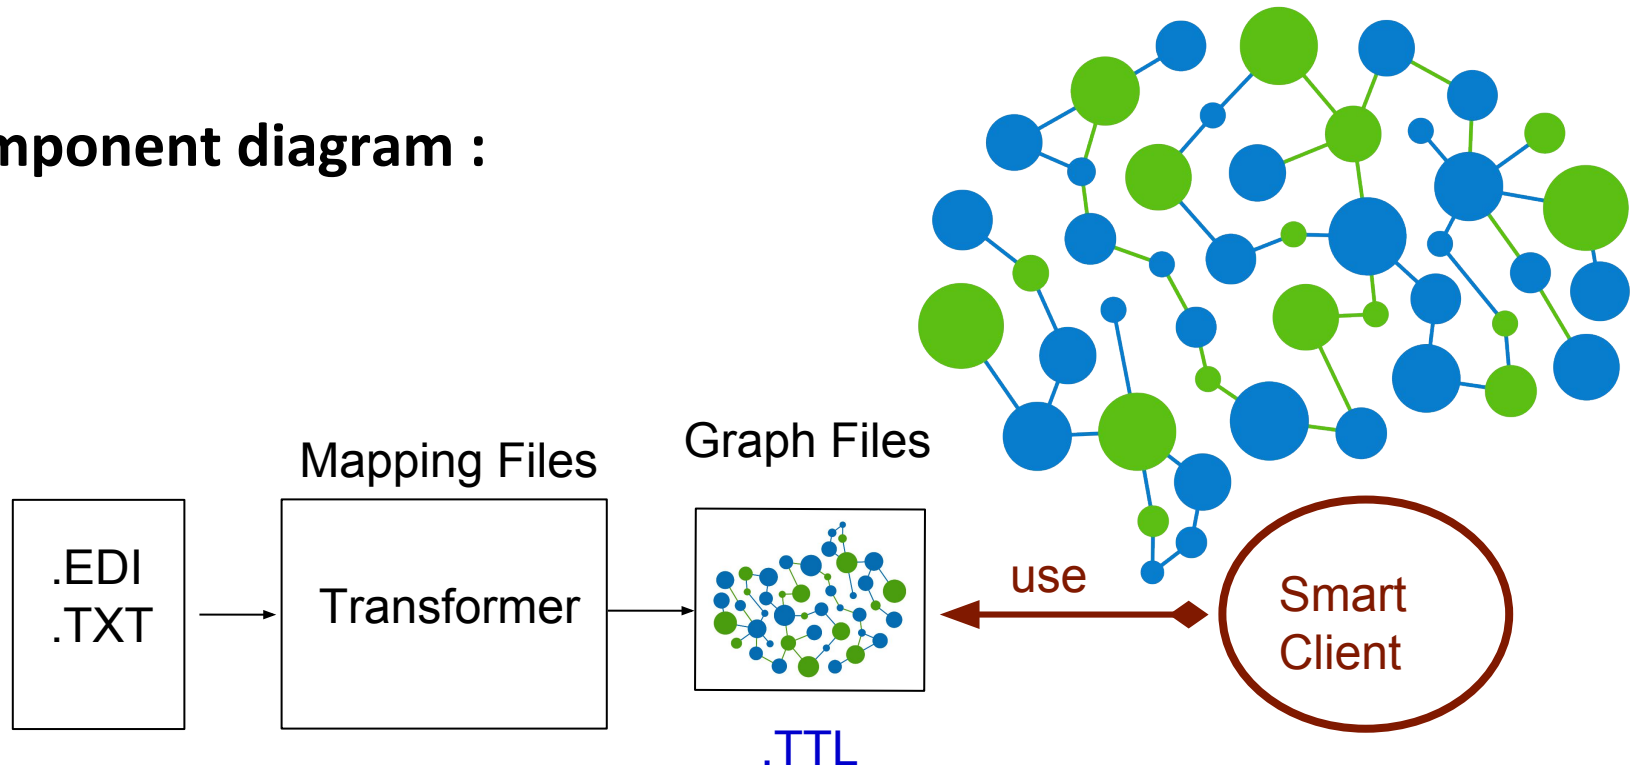 mponent diagram :
Mapping Files
Graph Files
.EDI
.TXT
Transformer
use
Smart
Client
.TTL